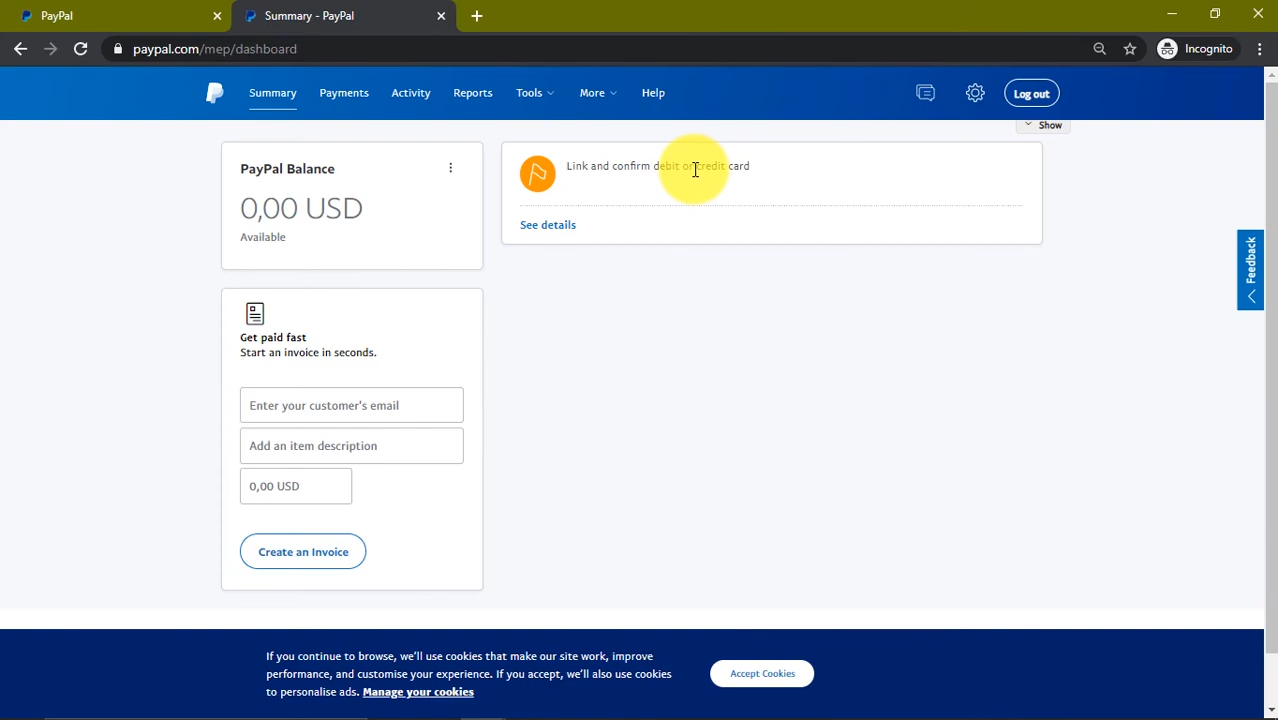 PayPal
Summary - PayPal
paypal.com/mep/dashboard
Incognito
Summary
Payments
Activity
Reports
Tools
More
Help
Log out
Show
PayPal Balance
0,00 USD
Available
Link and confirm debit or credit card
See details
Feedback
Get paid fast
Start an invoice in seconds.
Enter your customer's email
Add an item description
0,00 USD
Create an Invoice
If you continue to browse, we'll use cookies that make our site work, improve
performance, and customise your experience. If you accept, we'll also use cookies
to personalise ads. Manage your cookies
Accept Cookies